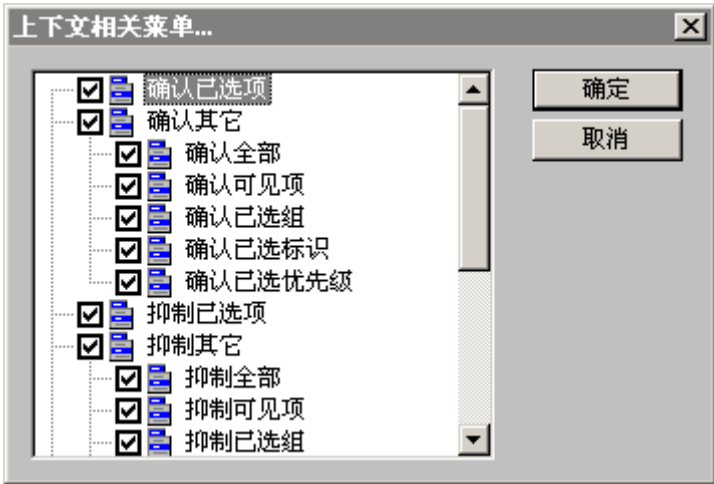 上下文相关菜单...
确认已选项
确认其它
确认全部
确认可见项
确认已选组
确认已选标识
确认已选优先级
抑制已选项
抑制其它
抑制全部
抑制可见项
抑制已选组
确定
取消